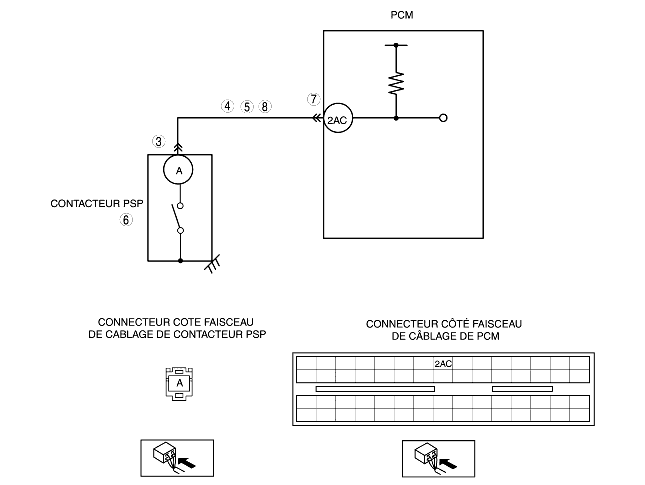 PCM
4 5 8
7
2AC
3
A
CONTACTEUR PSP
6
CONNECTEUR COTE FAISCEAU
DE CABLAGE DE CONTACTEUR PSP
CONNECTEUR CÔTÉ FAISCEAU
DE CÂBLAGE DE PCM
2AC
A